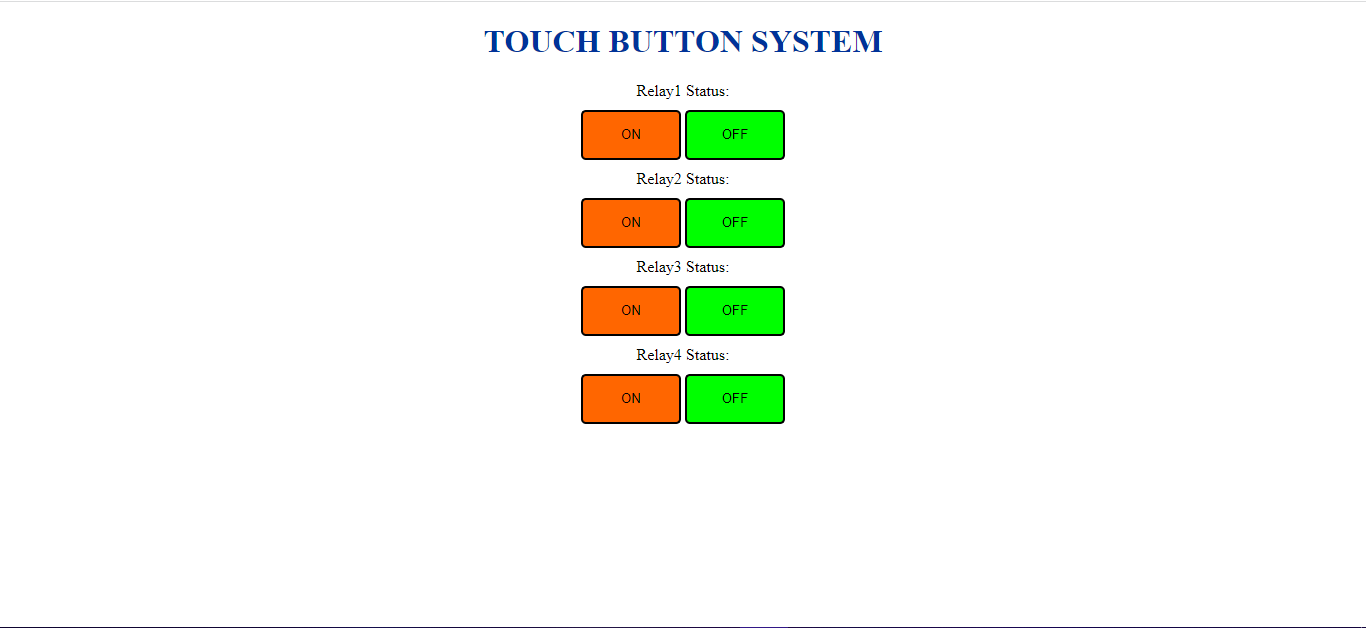 TOUCH BUTTON SYSTEM
Relay1 Status:
ON OFF
Relay2 Status:
ON OFF
Relay3 Status:
ON OFF
Relay4 Status:
ON OFF